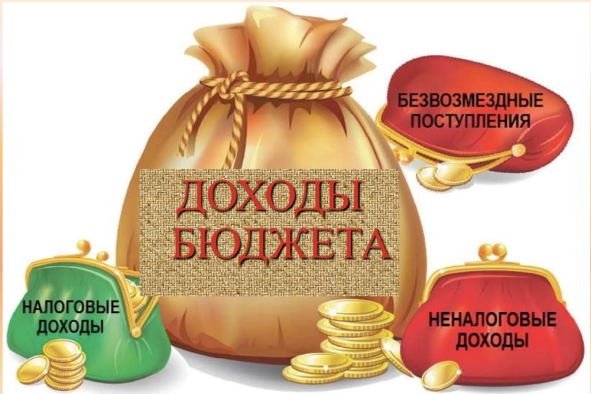 БЕЗВОЗМЕЗДНЫЕ
ПОСТУПЛЕНИЯ
ДОХОДЫ
БЮДЖЕТА
НАЛОГОВЫЕ
ДОХОДЫ
НЕНАЛОГОВЫЕ
ДОХОДЫ